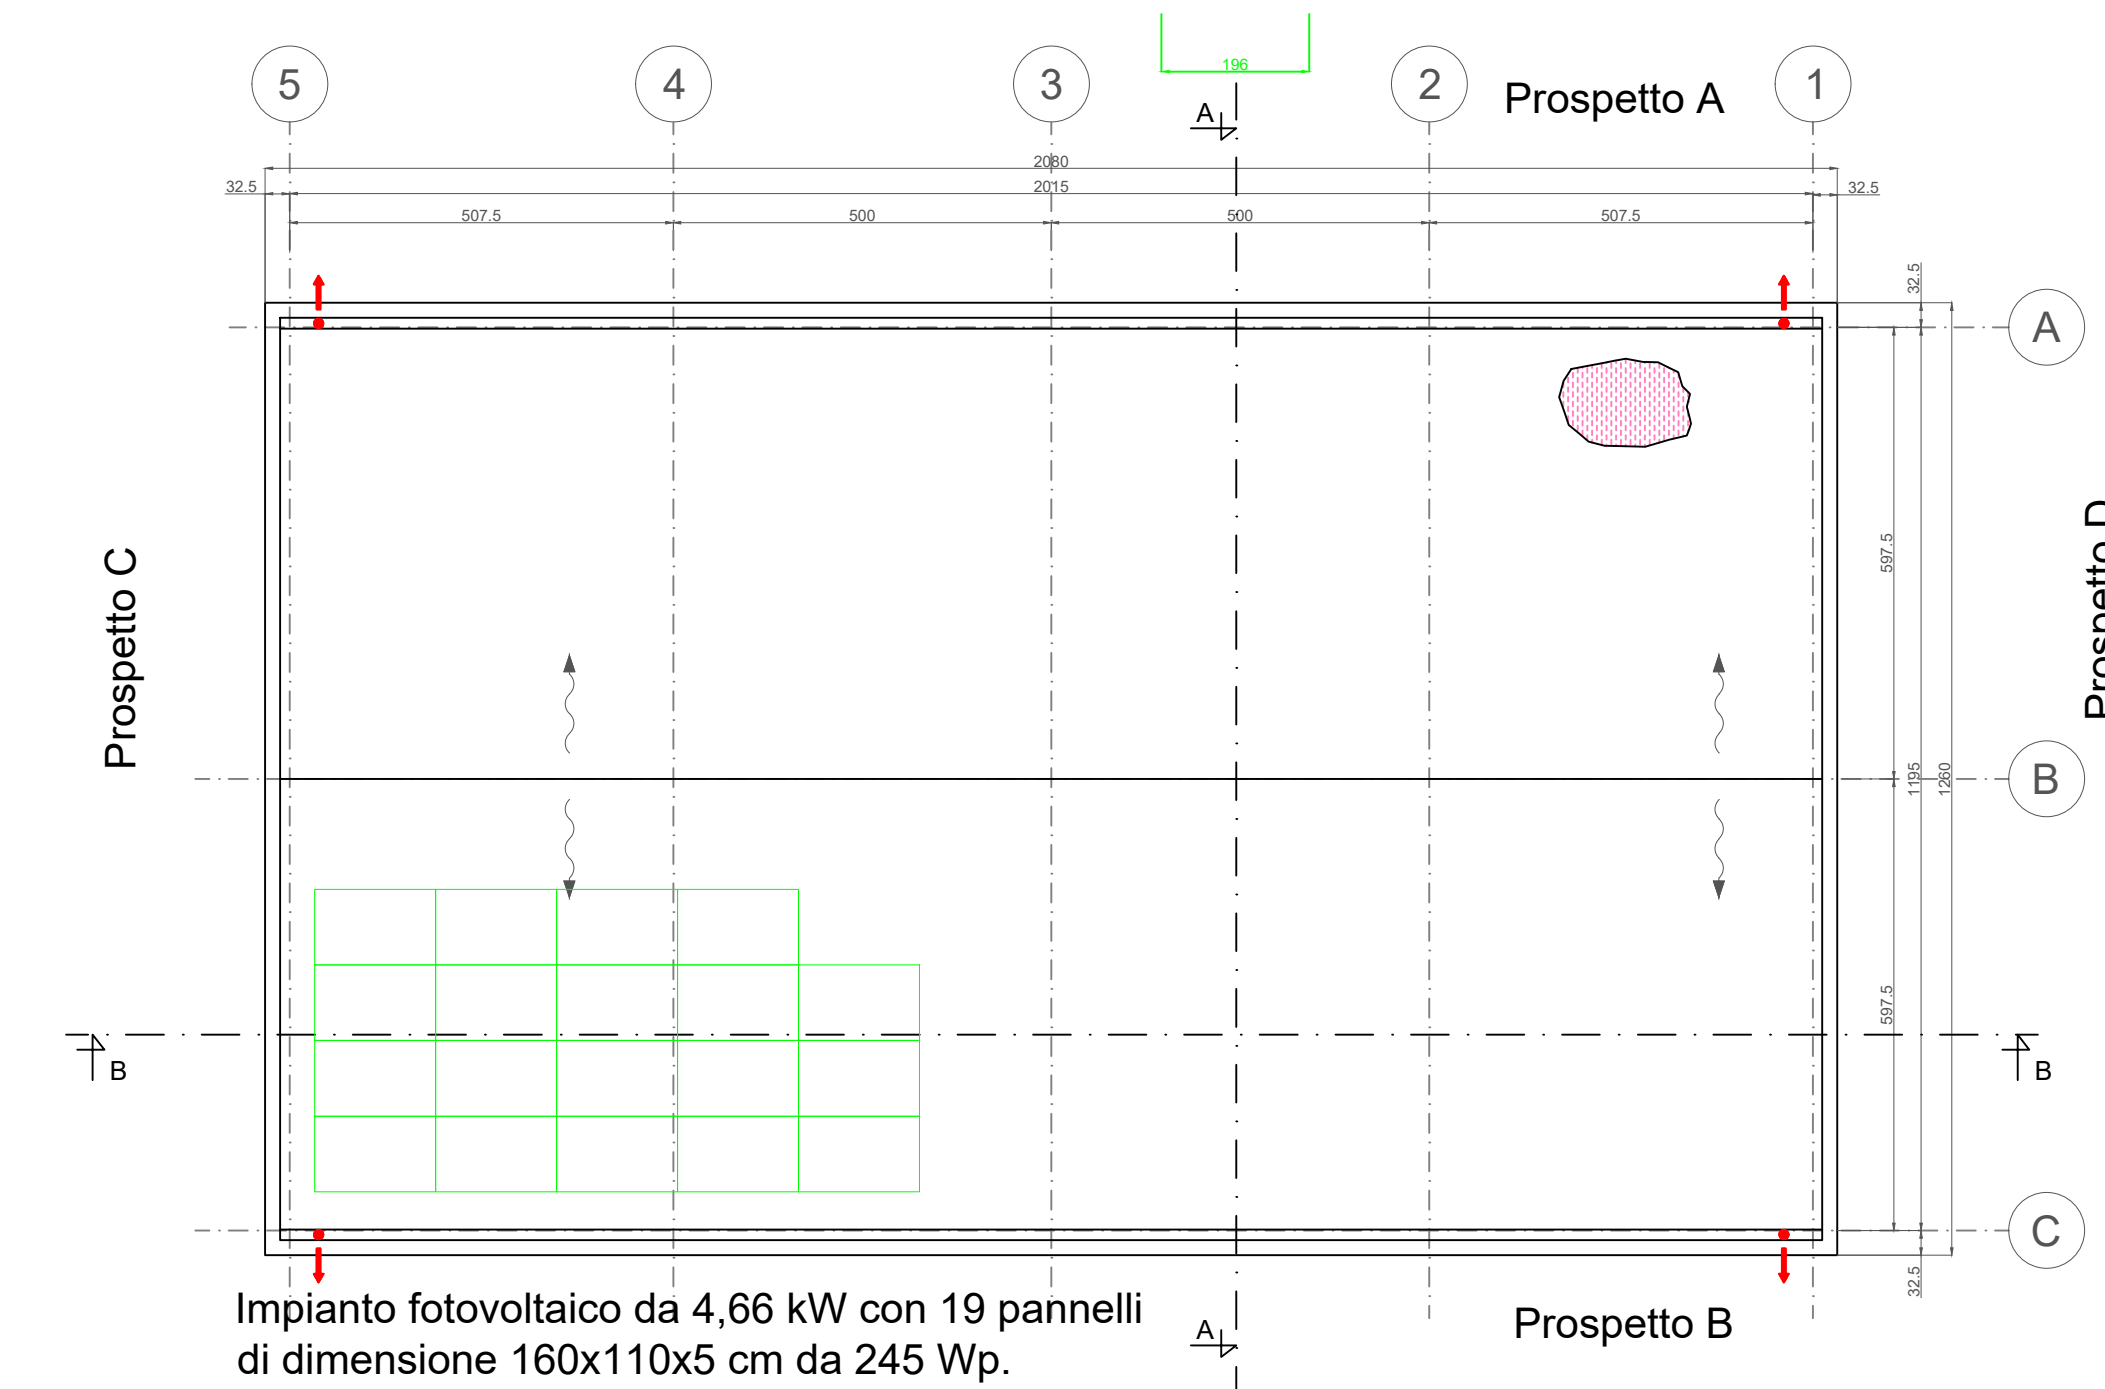 196
5
4
3
2
1
Prospetto A
A
2080
32.5
2015
32.5
507.5
500
500
507.5
32.5
A
Prospetto C
Prospetto D
597.5
1195
1260
B
597.5
B
B
C
32.5
Impianto fotovoltaico da 4,66 kW con 19 pannelli
di dimensione 160x110x5 cm da 245 Wp.
A
Prospetto B